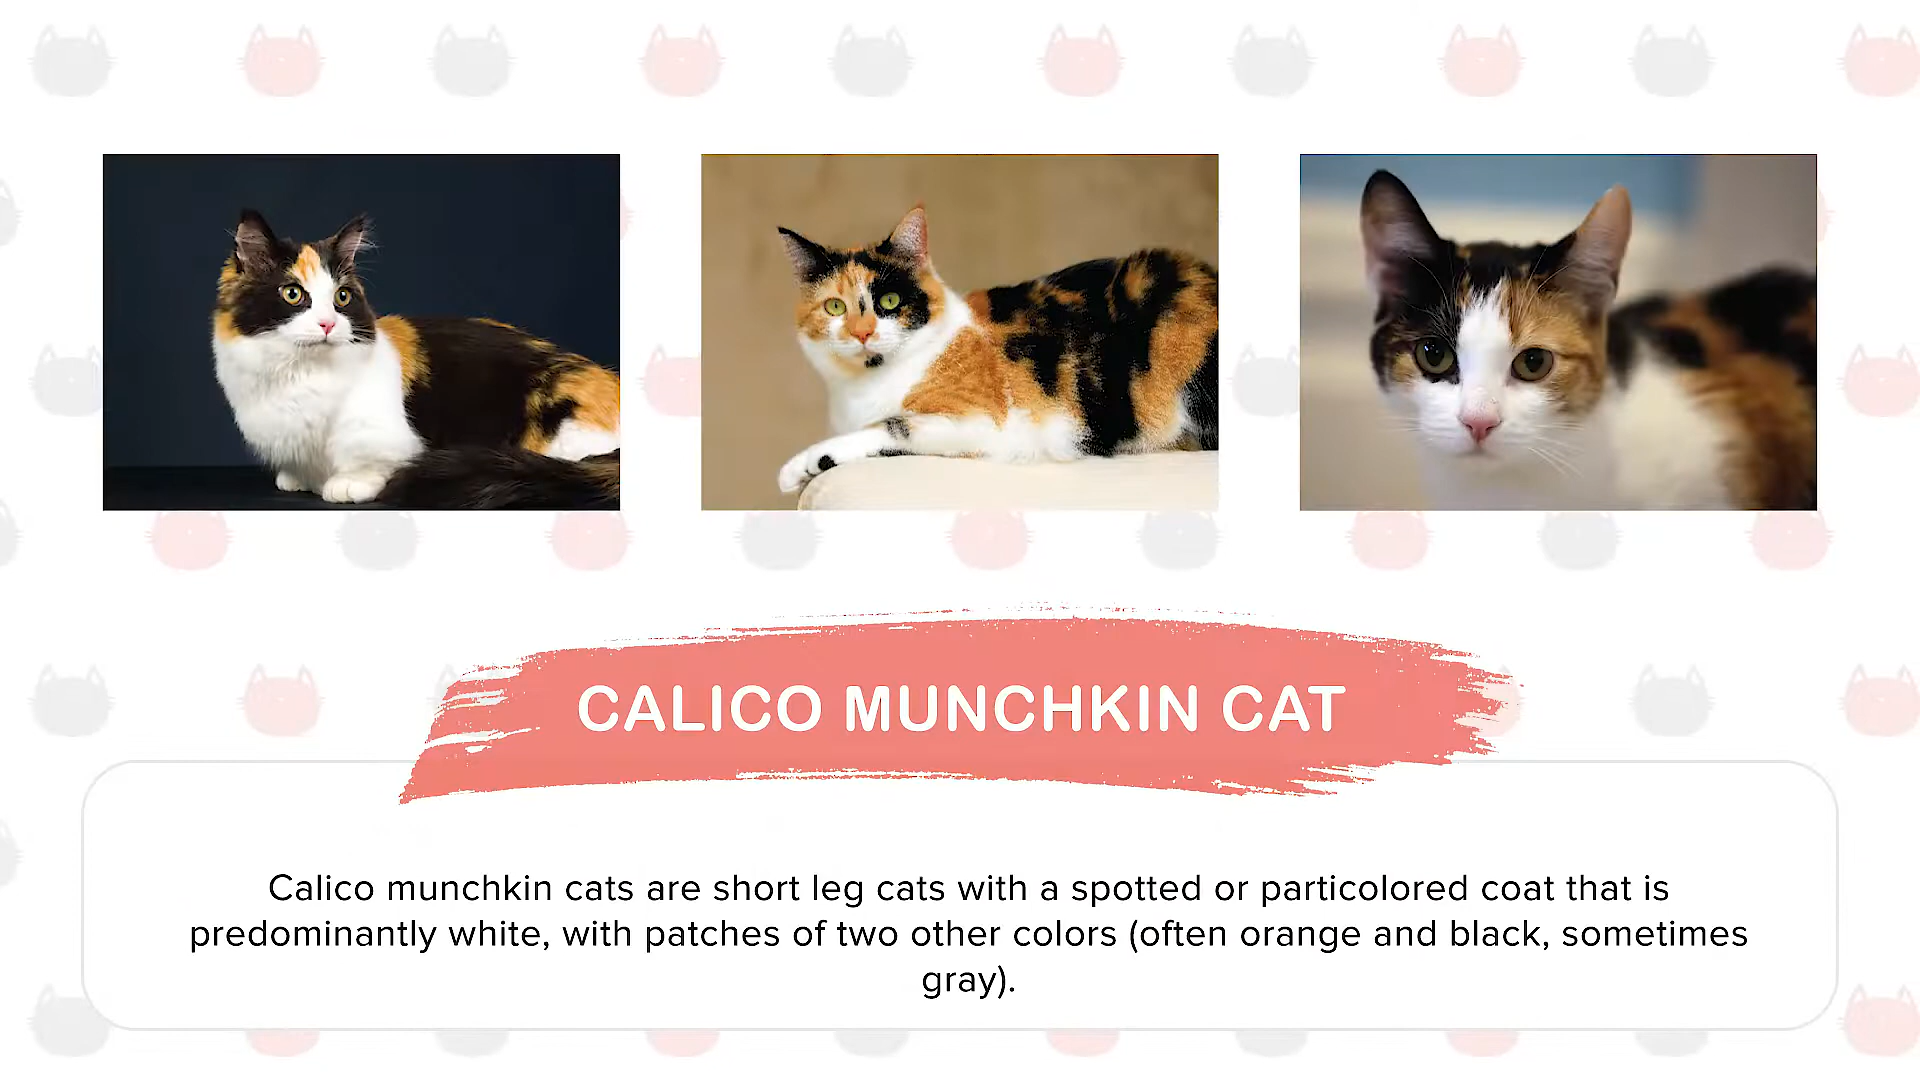 CALICO MUNCHKIN CAT
Calico munchkin cats are short leg cats with a spotted or particolored coat that is
predominantly white, with patches of two other colors (often orange and black, sometimes
gray).